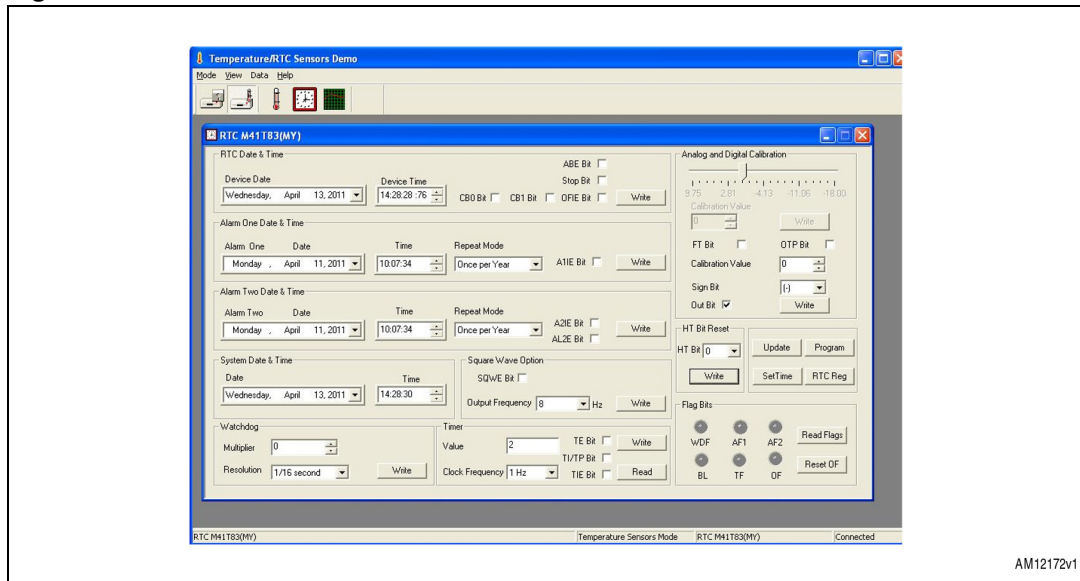 Temperature/RTC Sensors Demo
Mode View Data Help
RTC M41T83(MY)
RTC Date & Time
ABE Bit
Device Date Device Time Stop Bit
Wednesday, April 13, 2011 14:28:28 :76 CB0 Bit CB1 Bit OFIE Bit Write
Alarm One Date & Time
Alarm One Date Time Repeat Mode
Monday , April 11, 2011 10:07:34 Once per Year A1IE Bit Write
Alarm Two Date & Time
Alarm Two Date Time Repeat Mode
Monday , April 11, 2011 10:07:34 Once per Year A2IE Bit Write
AL2E Bit
System Date & Time
Date Time
Wednesday, April 13, 2011 14:28:30
Square Wave Option
SQWE Bit
Output Frequency 8 Hz Write
Watchdog
Multiplier 0
Resolution 1/16 second Write
Timer
Value 2 TE Bit Write
TI/TP Bit
Clock Frequency 1 Hz TIE Bit Read
Analog and Digital Calibration
9.75 2.81 -4.13 -11.06 -18.00
Calibration Value
0 Write
FT Bit OTP Bit
Calibration Value 0
Sign Bit (-)
Out Bit Write
HT Bit Reset
HT Bit 0
Write
Update Program
SetTime RTC Reg
Flag Bits
WDF AF1 AF2 Read Flags
BL TF OF Reset OF
RTC M41T83(MY) Temperature Sensors Mode RTC M41T83(MY) Connected
AM12172v1